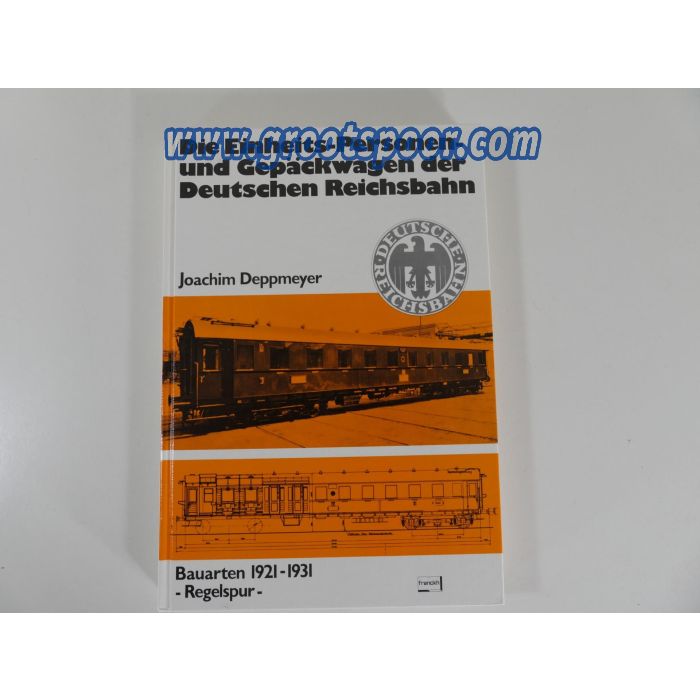 www.grootspoor.com
Die Einheits-Personen-
und Gepäckwagen der
Deutschen Reichsbahn
DEUTSCHE
REICHSBAHN
Joachim Deppmeyer
Bauarten 1921-1931
- Regelspur -
franckh